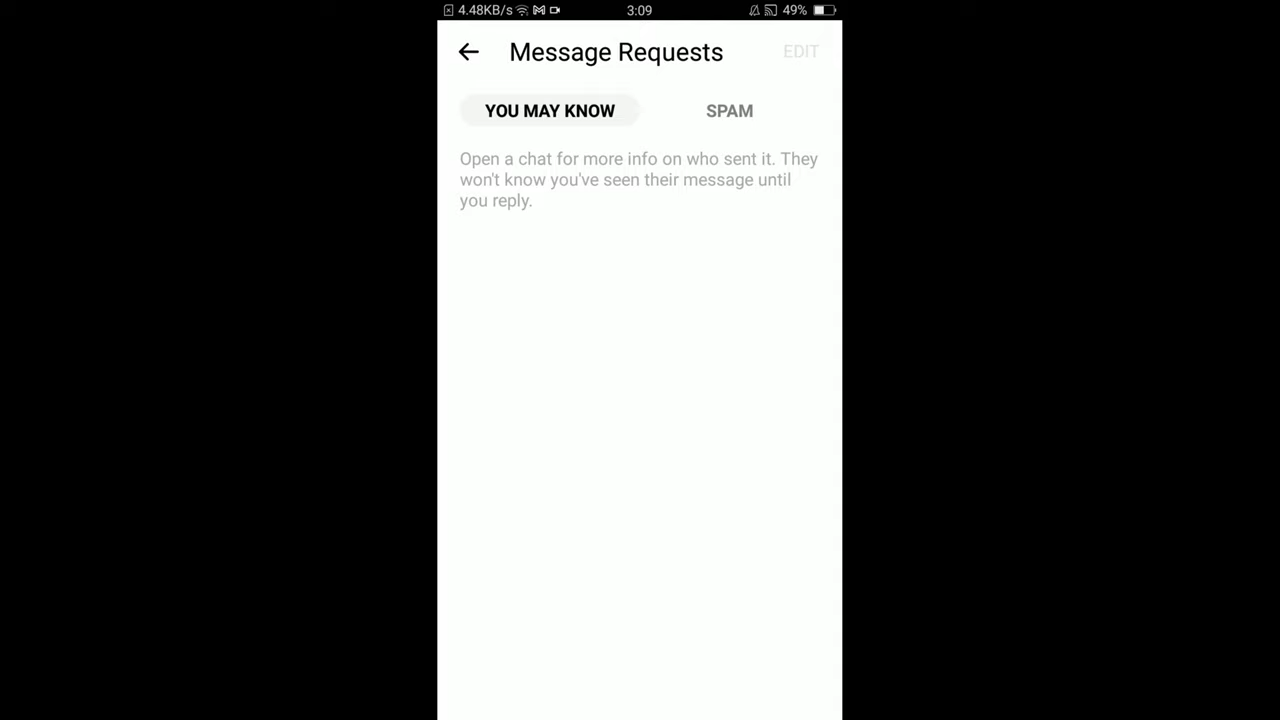 4.48KB/s 3:09 49%
Message Requests EDIT
YOU MAY KNOW SPAM
Open a chat for more info on who sent it. They
won't know you've seen their message until
you reply.